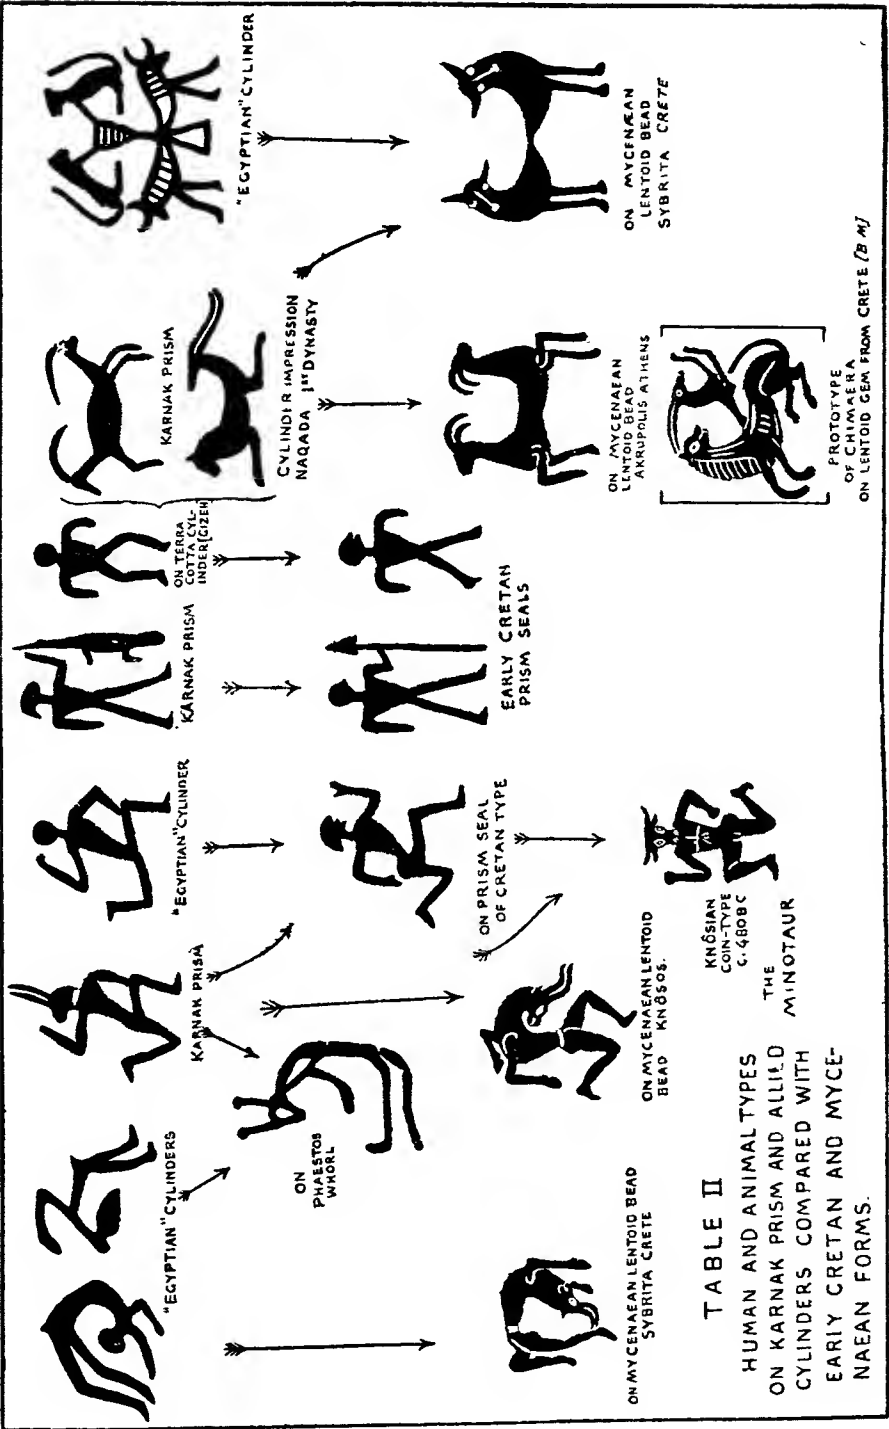 "EGYPTIAN" CYLINDERS
KARNAK PRISM
"EGYPTIAN" CYLINDER
KARNAK PRISM
ON TERRA
COTTA CYL-
INDER [GIZEH
KARNAK PRISM
CYLINDER IMPRESSION
NAQADA 1ST DYNASTY
"EGYPTIAN" CYLINDER
ON
PHAESTOS
WHORL
ON PRISM SEAL
OF CRETAN TYPE
EARLY CRETAN
PRISM SEALS
ON MYCENAEAN LENTOID BEAD
SYBRITA CRETE
ON MYCENAEAN LENTOID
BEAD KNÔSOS.
KNÔSIAN
COIN-TYPE
C. 480 BC
THE
MINOTAUR
ON MYCENAEAN
LENTOID BEAD
AKRUPOLIS ATHENS
ON MYCENÆAN
LENTOID BEAD
SYBRITA CRETE
PROTOTYPE
OF CHIMAERA
ON LENTOID GEM FROM CRETE [B M]
TABLE II
HUMAN AND ANIMAL TYPES
ON KARNAK PRISM AND ALLIED
CYLINDERS COMPARED WITH
EARLY CRETAN AND MYCE-
NAEAN FORMS.